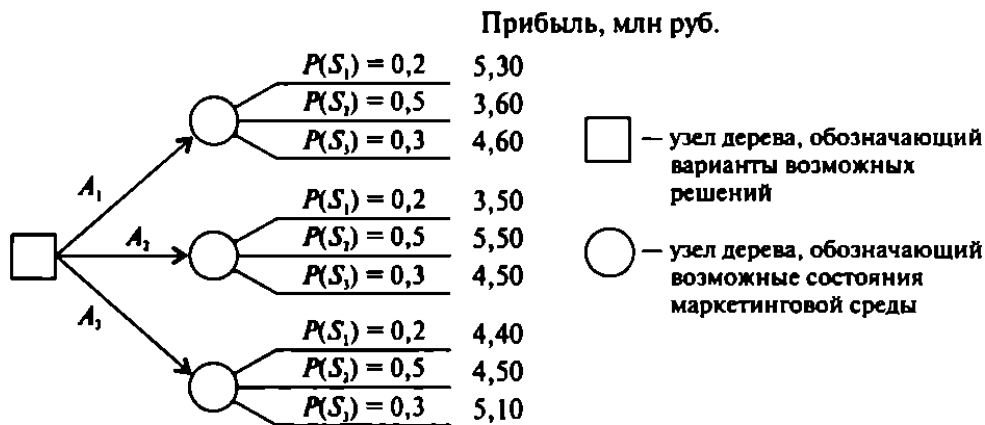 Прибыль, млн руб.
P(S₁) = 0,2 5,30
P(S₂) = 0,5 3,60
P(S₃) = 0,3 4,60
A₁
P(S₁) = 0,2 3,50
P(S₂) = 0,5 5,50
P(S₃) = 0,3 4,50
A₂
P(S₁) = 0,2 4,40
P(S₂) = 0,5 4,50
P(S₃) = 0,3 5,10
A₃
— узел дерева, обозначающий
варианты возможных
решений
— узел дерева, обозначающий
возможные состояния
маркетинговой среды